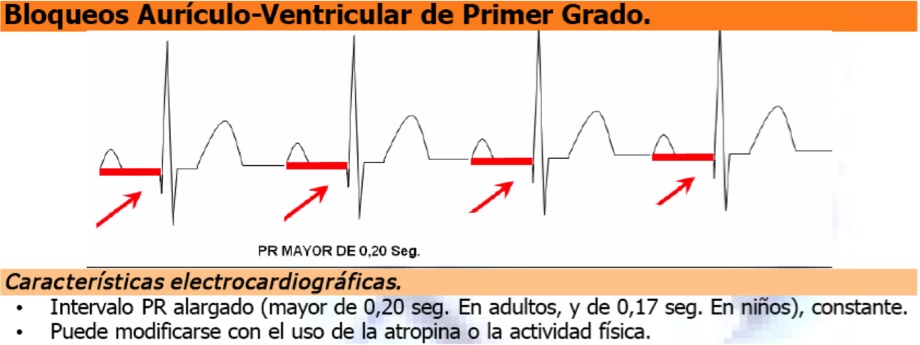 Bloqueos Aurículo-Ventricular de Primer Grado.
PR MAYOR DE 0,20 Seg.
Características electrocardiográficas.
• Intervalo PR alargado (mayor de 0,20 seg. En adultos, y de 0,17 seg. En niños), constante.
• Puede modificarse con el uso de la atropina o la actividad física.